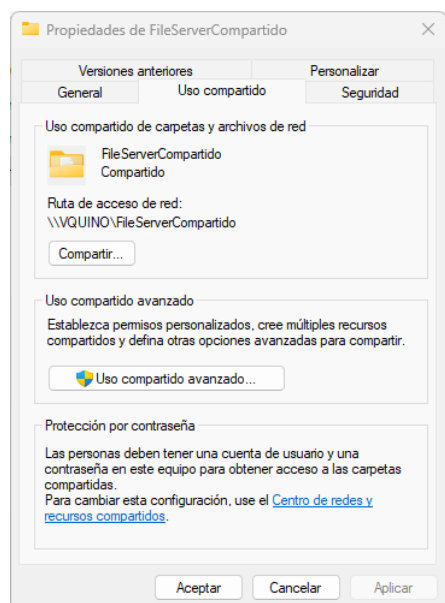 Propiedades de FileServerCompartido
Versiones anteriores
Personalizar
General
Uso compartido
Seguridad
Uso compartido de carpetas y archivos de red
FileServerCompartido
Compartido
Ruta de acceso de red:
\\VQUINO\FileServerCompartido
Compartir...
Uso compartido avanzado
Establezca permisos personalizados, cree múltiples recursos
compartidos y defina otras opciones avanzadas para compartir.
Uso compartido avanzado...
Protección por contraseña
Las personas deben tener una cuenta de usuario y una
contraseña en este equipo para obtener acceso a las carpetas
compartidas.
Para cambiar esta configuración, use el Centro de redes y
recursos compartidos.
Aceptar
Cancelar
Aplicar